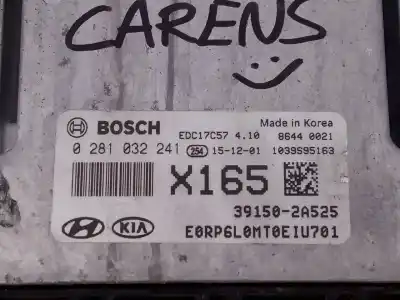 CARENS
BOSCH EDC17C57 4.10 Made in Korea
8644 0021
0 281 032 241 254 15-12-01 1039S95163
X165
39150-2A525
KIA E0RP6L0MT0EIU701